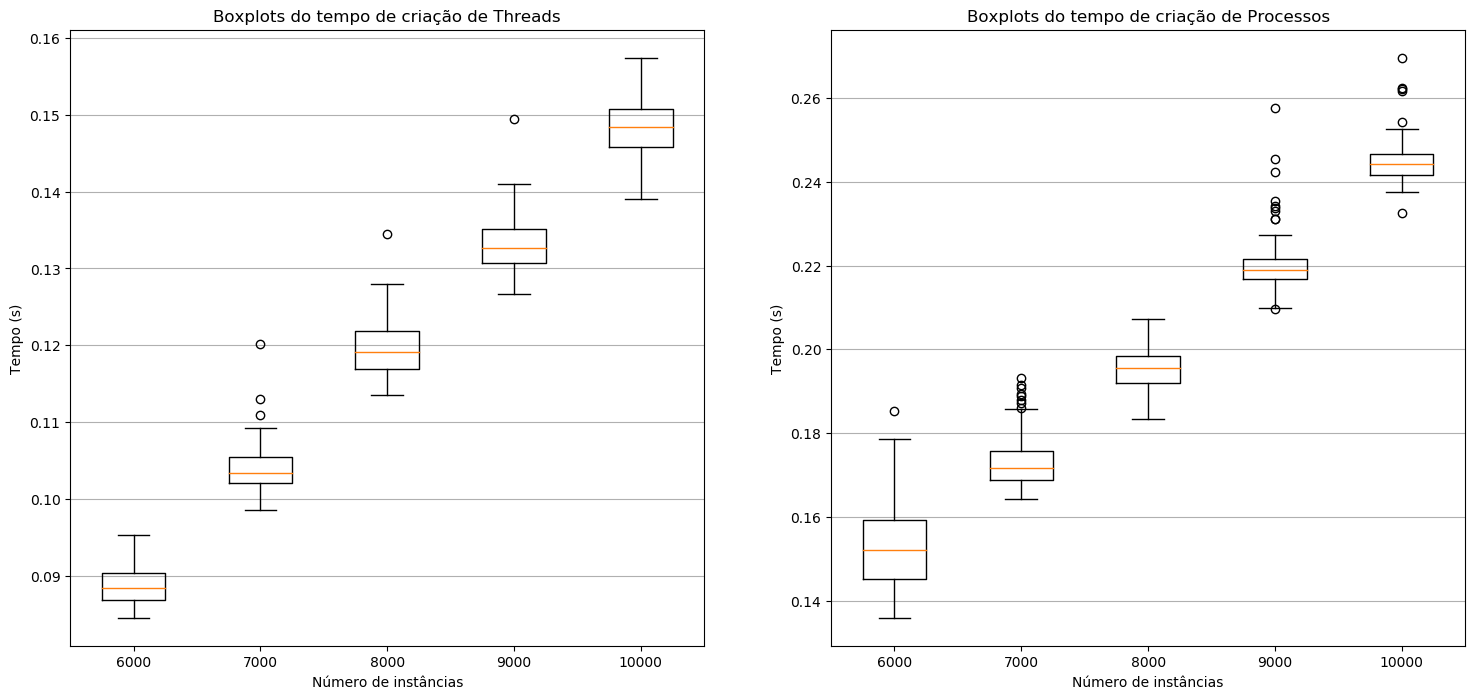 Boxplots do tempo de criação de Threads
0.16
0.15
0.14
0.13
0.12
0.11
0.10
0.09
Tempo (s)
6000 7000 8000 9000 10000
Número de instâncias
Boxplots do tempo de criação de Processos
0.26
0.24
0.22
0.20
0.18
0.16
0.14
Tempo (s)
6000 7000 8000 9000 10000
Número de instâncias